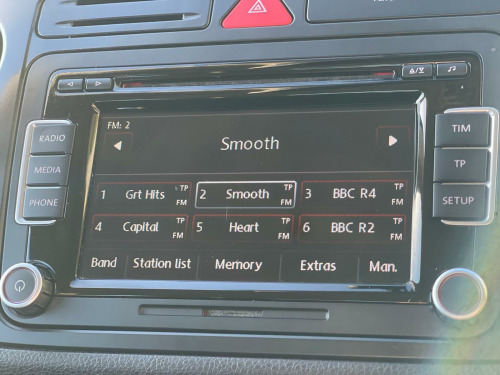 RADIO
MEDIA
PHONE
FM: 2
Smooth
1 Grt Hits TP FM
2 Smooth TP FM
3 BBC R4 TP FM
4 Capital TP FM
5 Heart TP FM
6 BBC R2 TP FM
Band Station list Memory Extras Man.
TIM
TP
SETUP